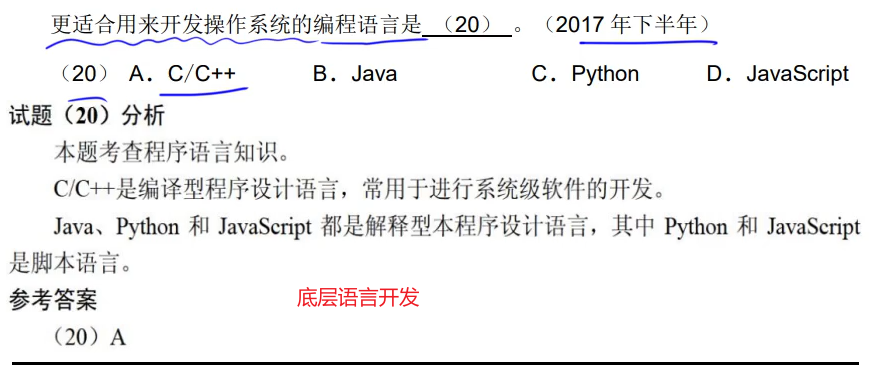 更适合用来开发操作系统的编程语言是 （20） 。（2017 年下半年）
（20） A．C/C++ B．Java C．Python D．JavaScript
试题（20）分析
本题考查程序语言知识。
C/C++是编译型程序设计语言，常用于进行系统级软件的开发。
Java、Python 和 JavaScript 都是解释型本程序设计语言，其中 Python 和 JavaScript
是脚本语言。
参考答案
底层语言开发
（20）A